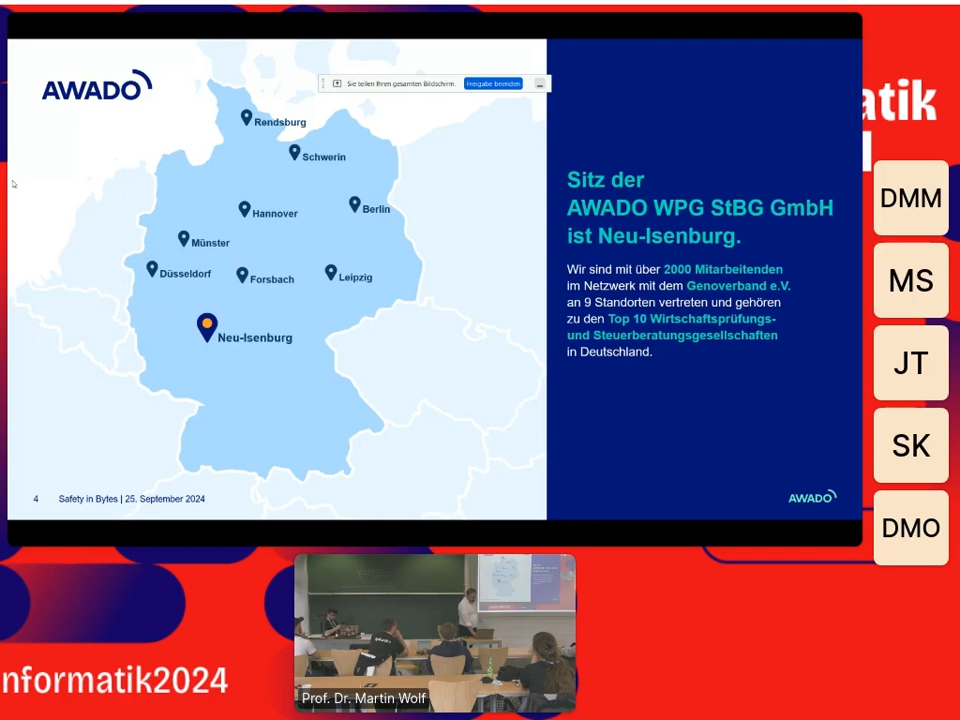 AWADO
Sie teilen Ihren gesamten Bildschirm.
Freigabe beenden
Rendsburg
Schwerin
Hannover
Berlin
Münster
Düsseldorf
Forsbach
Leipzig
Neu-Isenburg
4 Safety in Bytes | 25. September 2024
Sitz der
AWADO WPG StBG GmbH
ist Neu-Isenburg.
Wir sind mit über 2000 Mitarbeitenden
im Netzwerk mit dem Genoverband e.V.
an 9 Standorten vertreten und gehören
zu den Top 10 Wirtschaftsprüfungs-
und Steuerberatungsgesellschaften
in Deutschland.
AWADO
atik
DMM
MS
JT
SK
DMO
Prof. Dr. Martin Wolf
nformatik2024